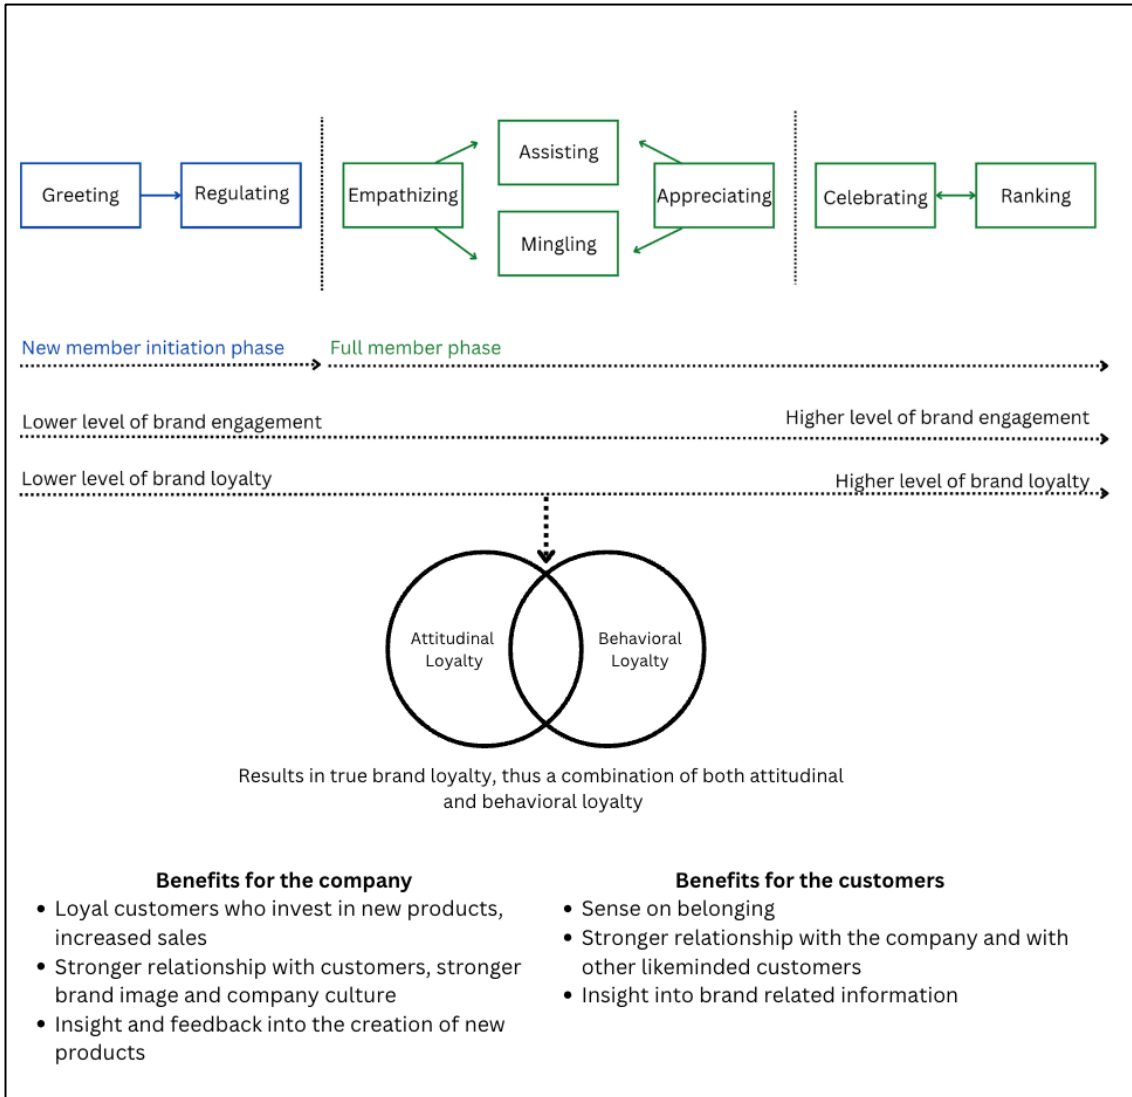 Greeting
Regulating
Empathizing
Assisting
Mingling
Appreciating
Celebrating
Ranking
New member initiation phase
Full member phase
Lower level of brand engagement
Higher level of brand engagement
Lower level of brand loyalty
Higher level of brand loyalty
Attitudinal
Loyalty
Behavioral
Loyalty
Results in true brand loyalty, thus a combination of both attitudinal
and behavioral loyalty
Benefits for the company
• Loyal customers who invest in new products,
increased sales
• Stronger relationship with customers, stronger
brand image and company culture
• Insight and feedback into the creation of new
products
Benefits for the customers
• Sense on belonging
• Stronger relationship with the company and with
other likeminded customers
• Insight into brand related information